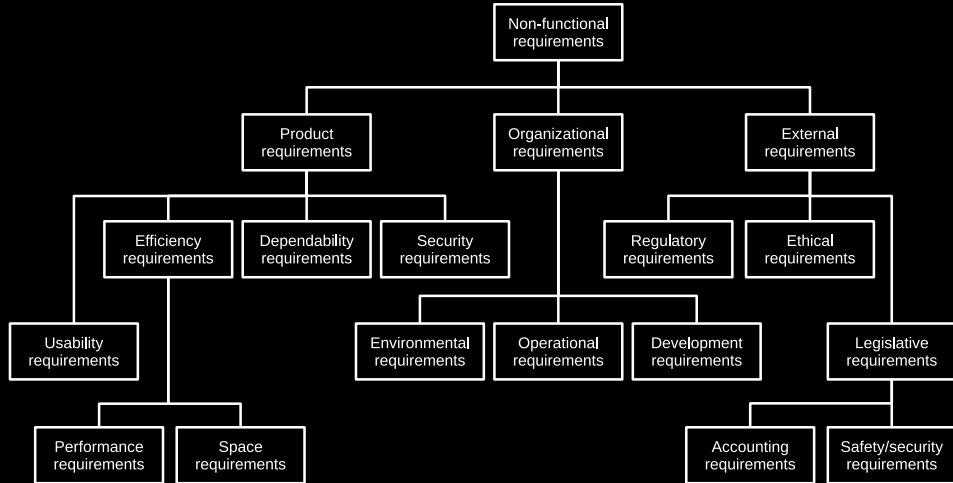 Non-functional
requirements
Product
requirements
Organizational
requirements
External
requirements
Efficiency
requirements
Dependability
requirements
Security
requirements
Regulatory
requirements
Ethical
requirements
Usability
requirements
Environmental
requirements
Operational
requirements
Development
requirements
Legislative
requirements
Performance
requirements
Space
requirements
Accounting
requirements
Safety/security
requirements